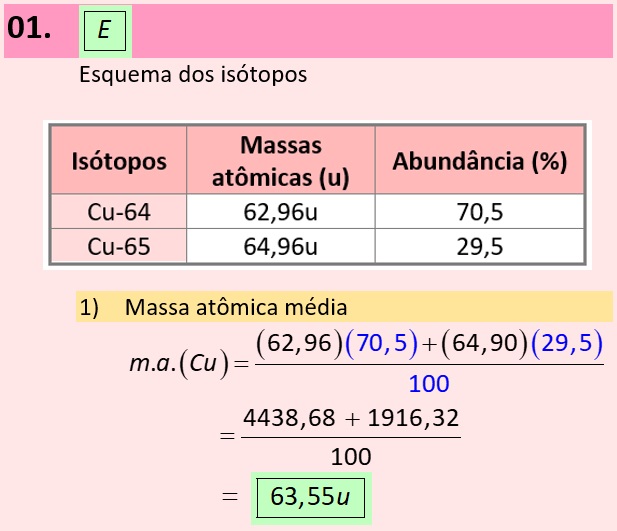 01. E
Esquema dos isótopos
Isótopos Massas atômicas (u) Abundância (%)
Cu-64 62,96u 70,5
Cu-65 64,96u 29,5
1) Massa atômica média
m.a.(Cu)= (62,96)(70,5)+(64,90)(29,5)
100
= 4438,68 + 1916,32
100
= 63,55u